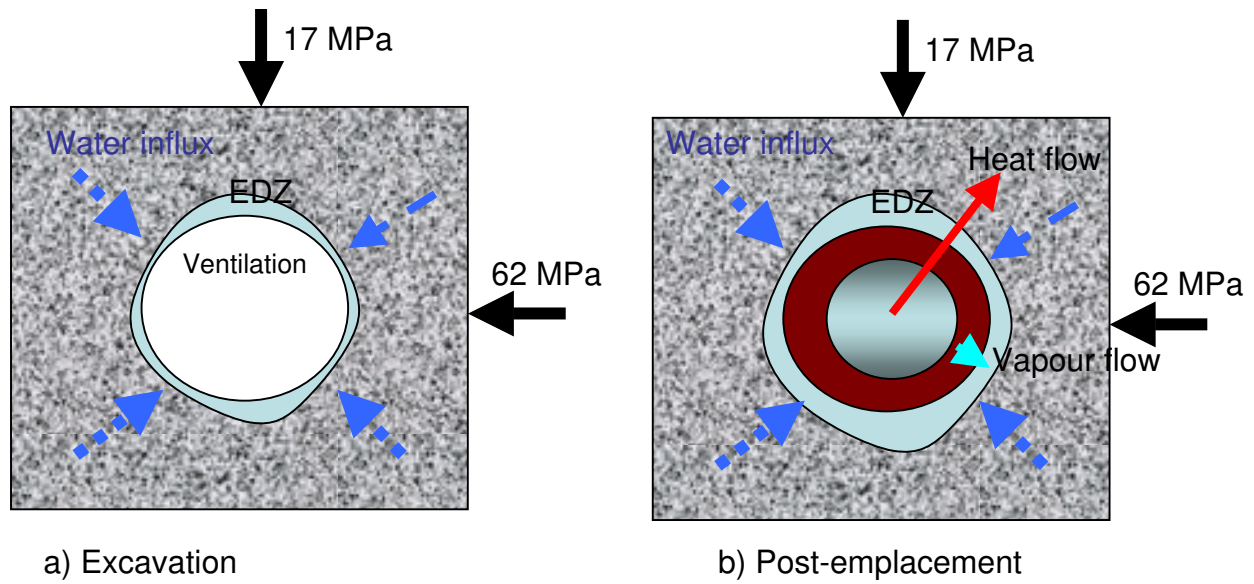 17 MPa
Water influx
EDZ
Ventilation
62 MPa
a) Excavation
17 MPa
Water influx
Heat flow
EDZ
62 MPa
Vapour flow
b) Post-emplacement